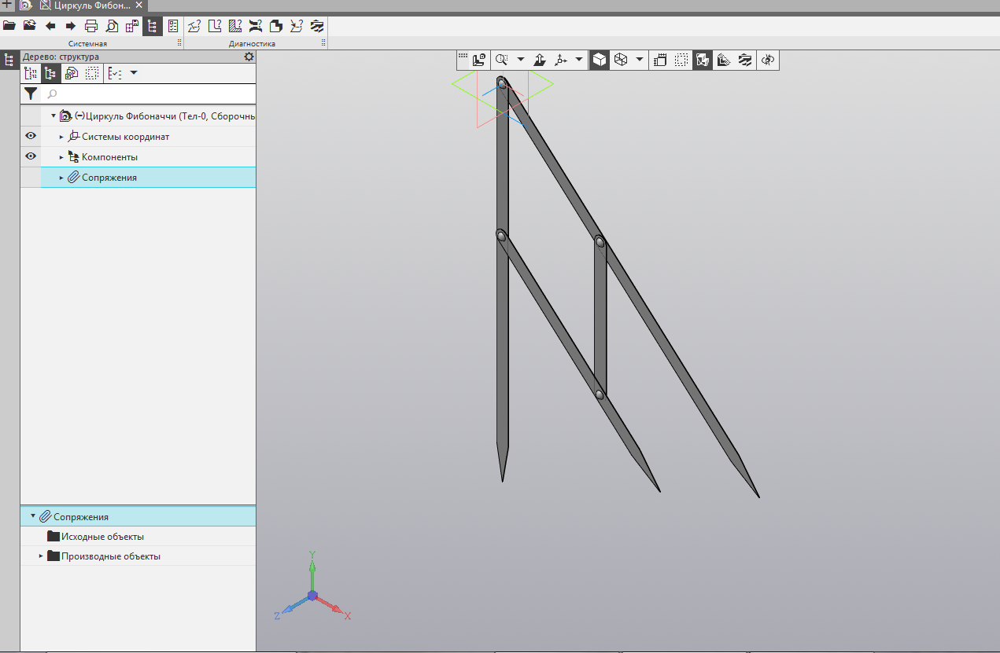 Циркуль Фибон...
Системная
Диагностика
Дерево: структура
(-)Циркуль Фибоначчи (Тел-0, Сборочнь
Системы координат
Компоненты
Сопряжения
Сопряжения
Исходные объекты
Производные объекты
Y
Z
X